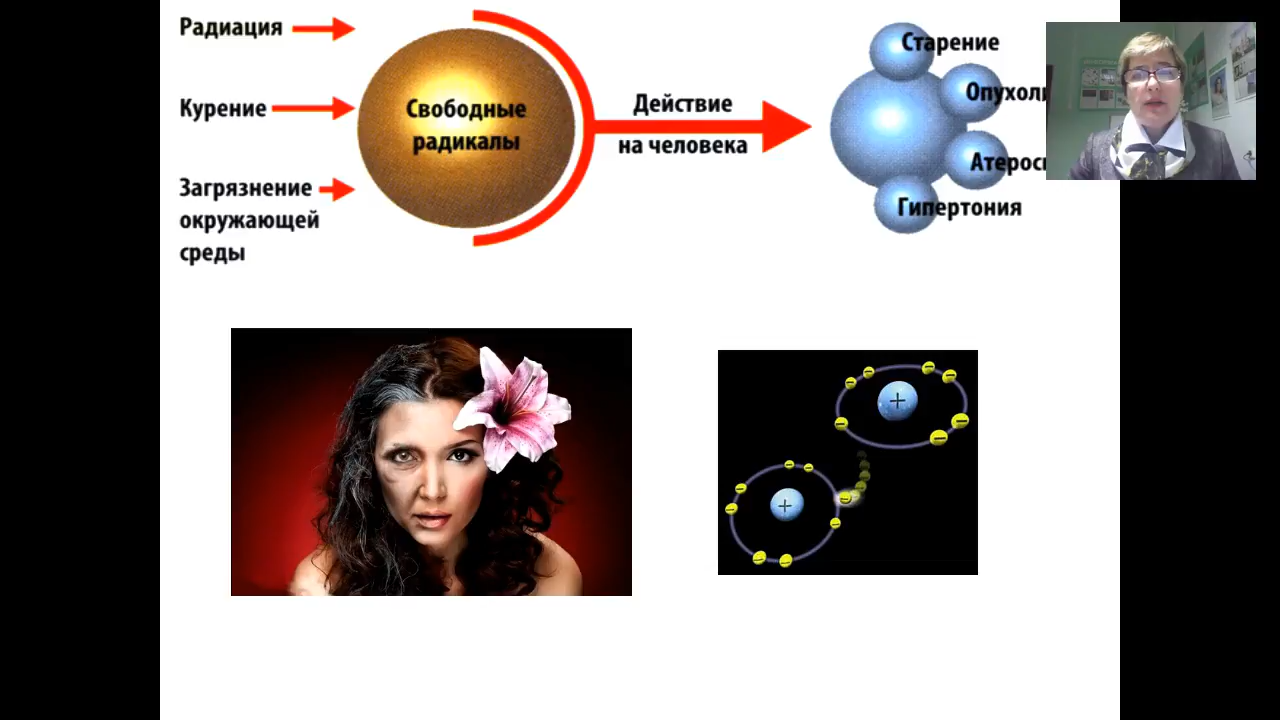 Радиация
Курение
Загрязнение
окружающей
среды
Свободные
радикалы
Действие
на человека
Старение
Гипертония